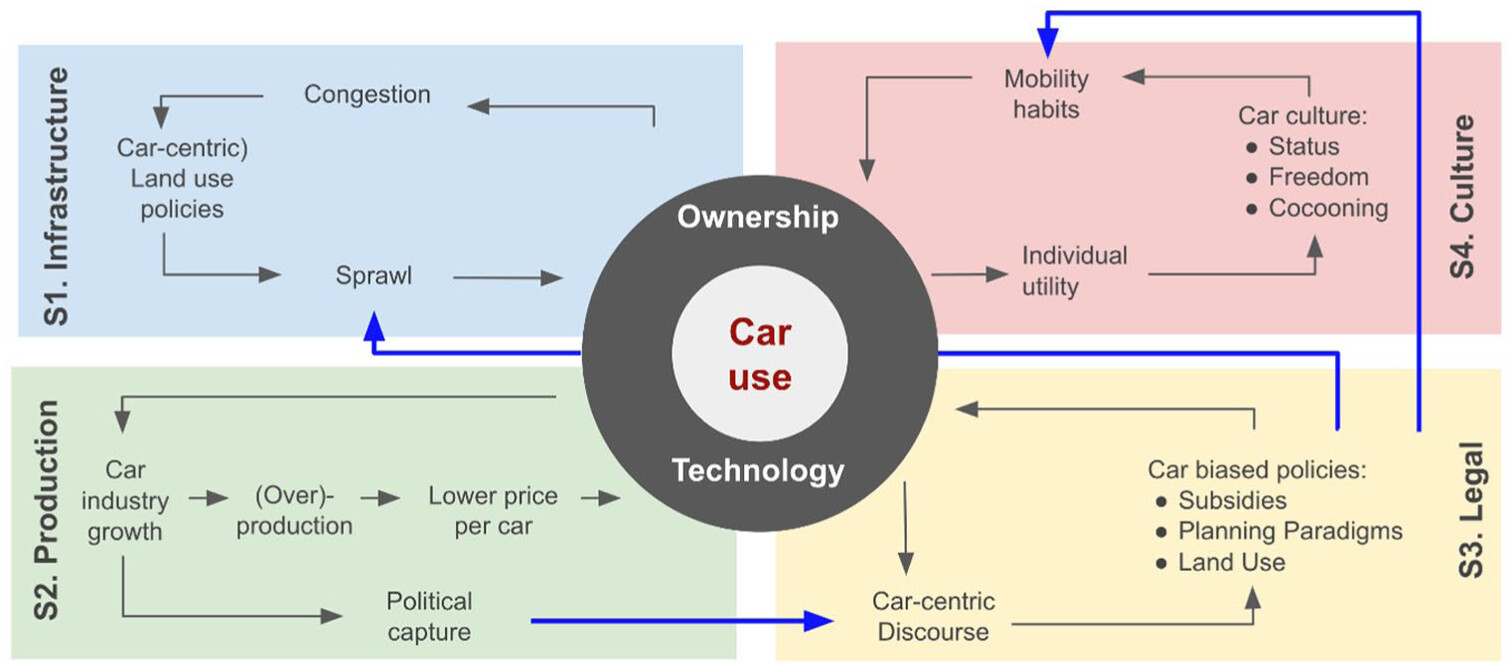 S1. Infrastructure
Congestion
Car-centric)
Land use
policies
Sprawl
S4. Culture
Mobility
habits
Car culture:
● Status
● Freedom
● Cocooning
Individual
utility
Ownership
Car
use
Technology
S2. Production
Car
industry
growth
(Over)-
production
Lower price
per car
Political
capture
S3. Legal
Car biased policies:
● Subsidies
● Planning Paradigms
● Land Use
Car-centric
Discourse